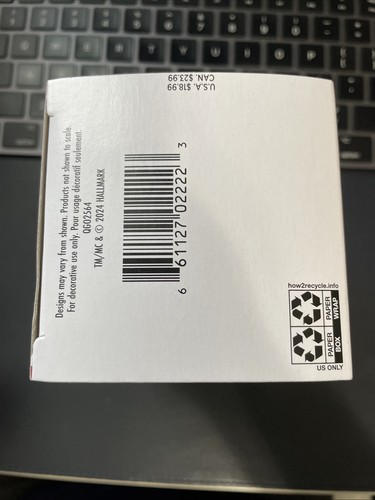 U.S.A. $18.99
CAN. $23.99
Designs may vary from shown. Products not shown to scale.
For decorative use only. Pour usage décoratif seulement.
QGO2564
TM/MC & © 2024 HALLMARK
6 61127 02222 3
how2recycle.info
PAPER
BOX
PAPER
WRAP
US ONLY